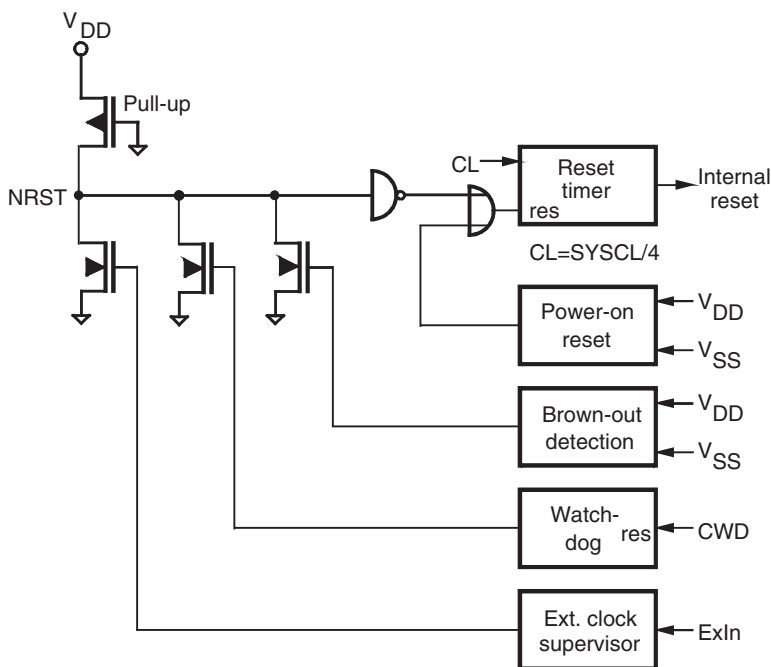 VDD
Pull-up
NRST
CL
Reset
timer
res
Internal
reset
CL=SYSCL/4
Power-on
reset
VDD
VSS
Brown-out
detection
VDD
VSS
Watch-
dog
res
CWD
Ext. clock
supervisor
ExIn